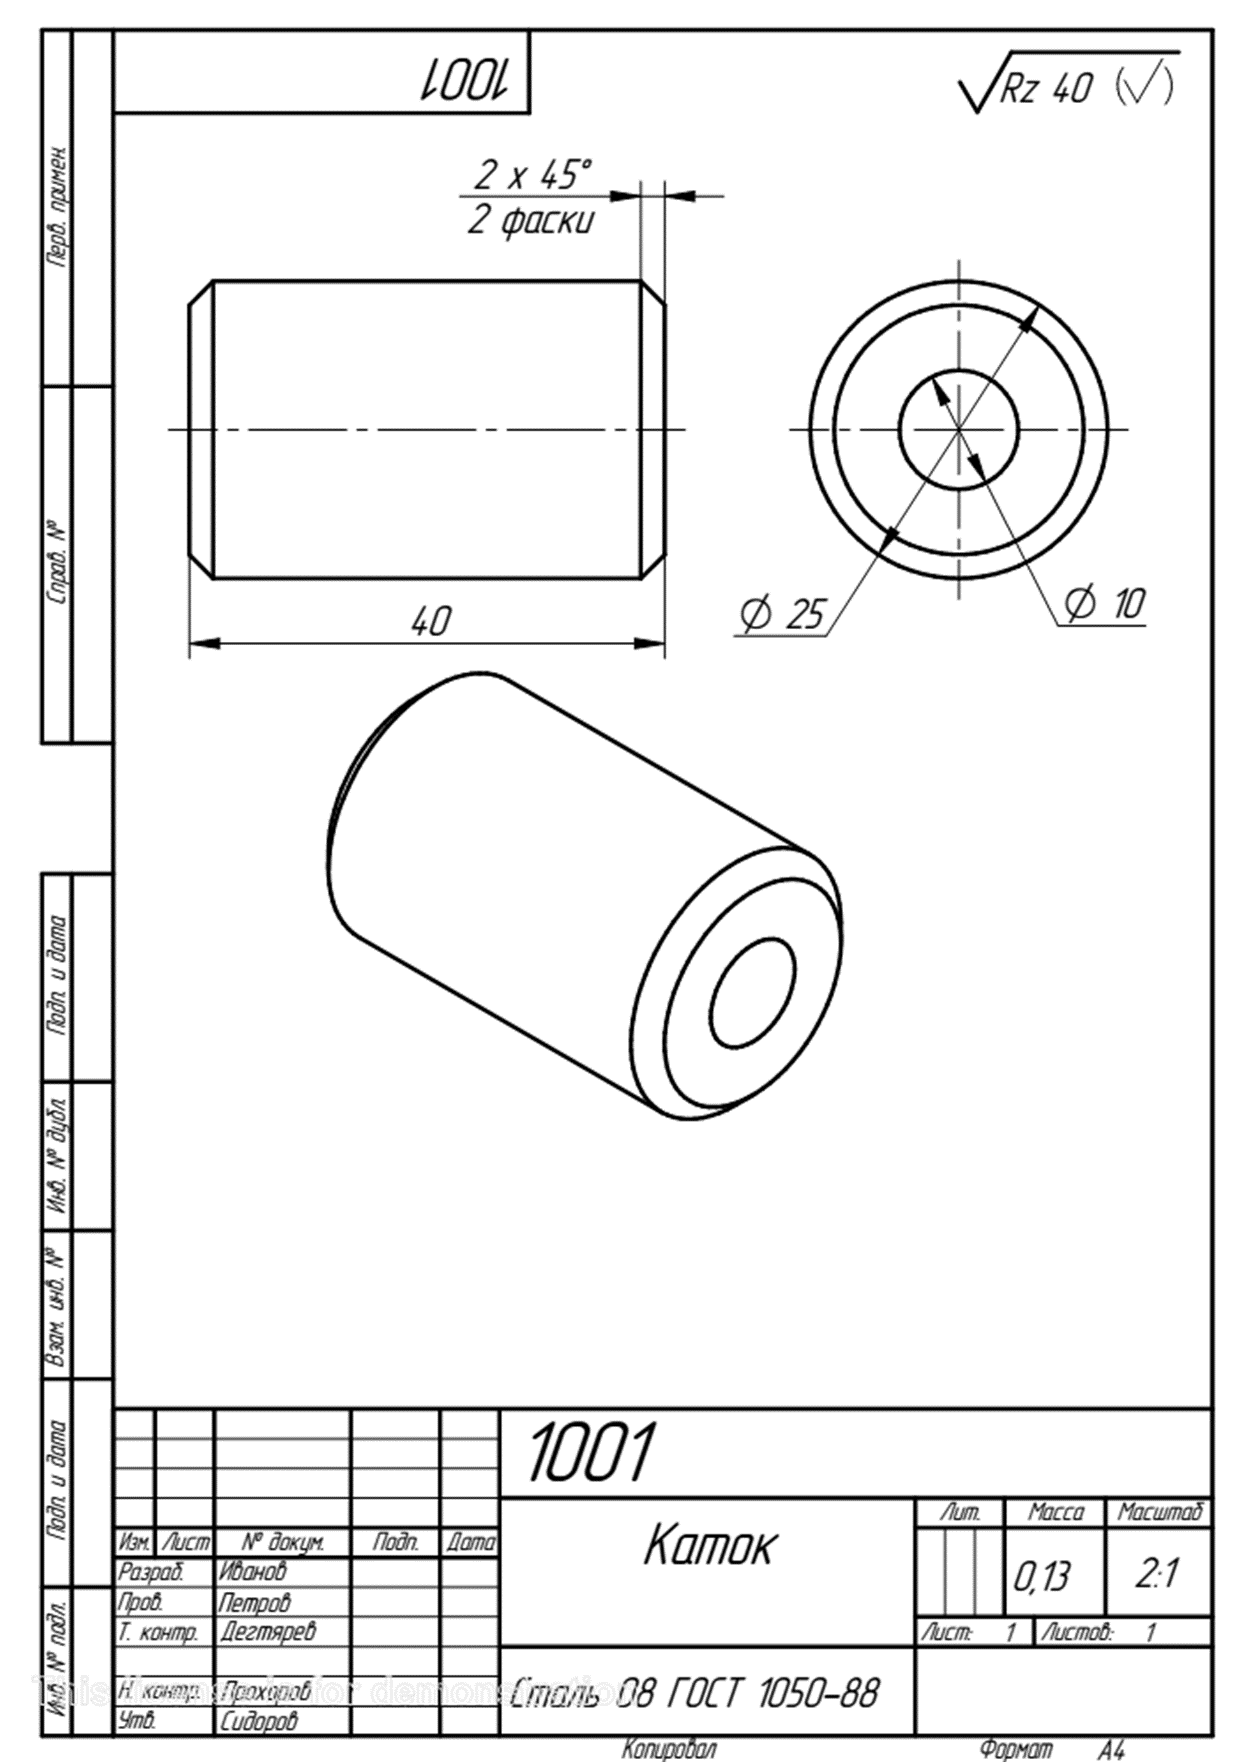 1001
Rz 40 (√)
2 x 45°
2 фаски
40
Ø 25
Ø 10
Перв. примен.
Справ. №
Подп. и дата
Инв. № дубл.
Взам. инв. №
Подп. и дата
Инв. № подл.
1001
Изм. Лист № докум. Подп. Дата
Разраб. Иванов
Пров. Петров
Т. контр. Дегтярев
Н. контр. Прохоров
Утв. Сидоров
Каток
Лит. Масса Масштаб
0,13 2:1
Лист: 1 Листов: 1
Сталь 08 ГОСТ 1050-88
This for demonstration
Копировал Формат А4